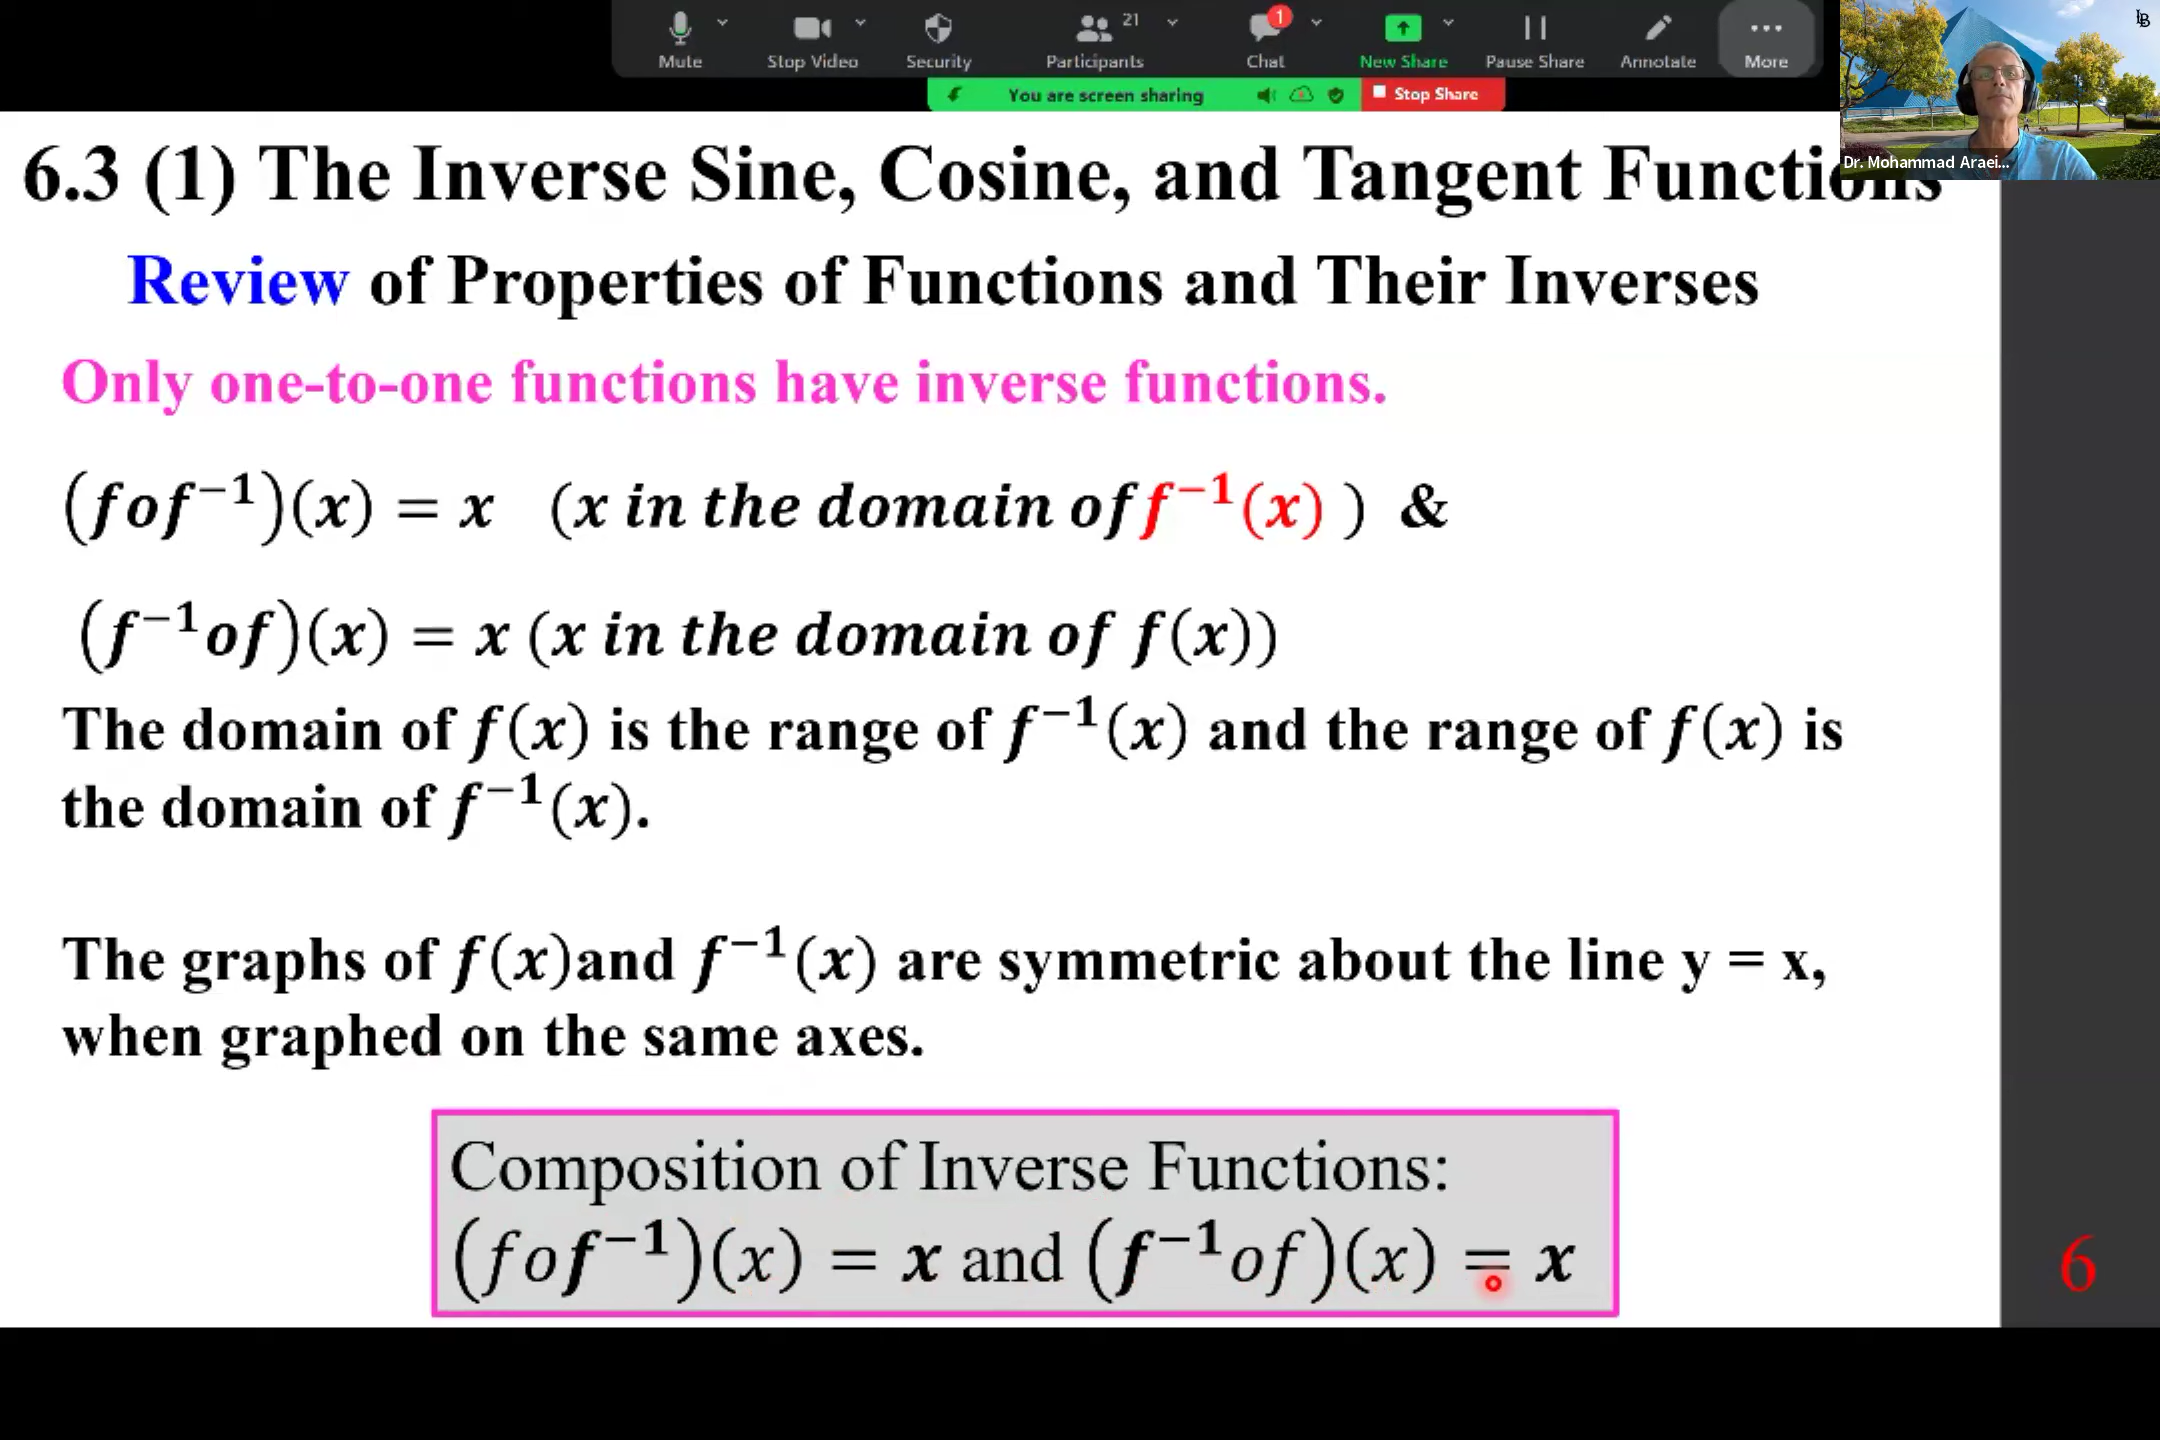 Mute Stop Video Security Participants 21 Chat 1 New Share Pause Share Annotate More
You are screen sharing Stop Share
LB
Dr. Mohammad Araei...
6.3 (1) The Inverse Sine, Cosine, and Tangent Functions
Review of Properties of Functions and Their Inverses
Only one-to-one functions have inverse functions.
(fof⁻¹)(x) = x (x in the domain of f⁻¹(x) ) &
(f⁻¹of)(x) = x (x in the domain of f(x))
The domain of f(x) is the range of f⁻¹(x) and the range of f(x) is
the domain of f⁻¹(x).
The graphs of f(x)and f⁻¹(x) are symmetric about the line y = x,
when graphed on the same axes.
Composition of Inverse Functions:
(fof⁻¹)(x) = x and (f⁻¹of)(x) = x
6